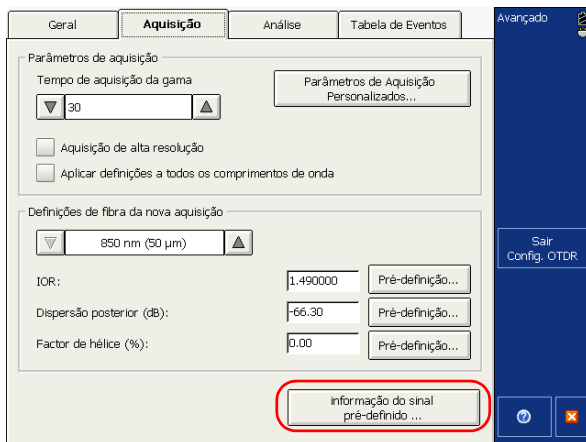 Geral Aquisição Análise Tabela de Eventos
Avançado
Parâmetros de aquisição
Tempo de aquisição da gama
30
Parâmetros de Aquisição
Personalizados...
Aquisição de alta resolução
Aplicar definições a todos os comprimentos de onda
Definições de fibra da nova aquisição
850 nm (50 µm)
Sair
Config. OTDR
IOR: 1.490000 Pré-definição...
Dispersão posterior (dB): -66.30 Pré-definição...
Factor de hélice (%): 0.00 Pré-definição...
informação do sinal
pré-definido ...